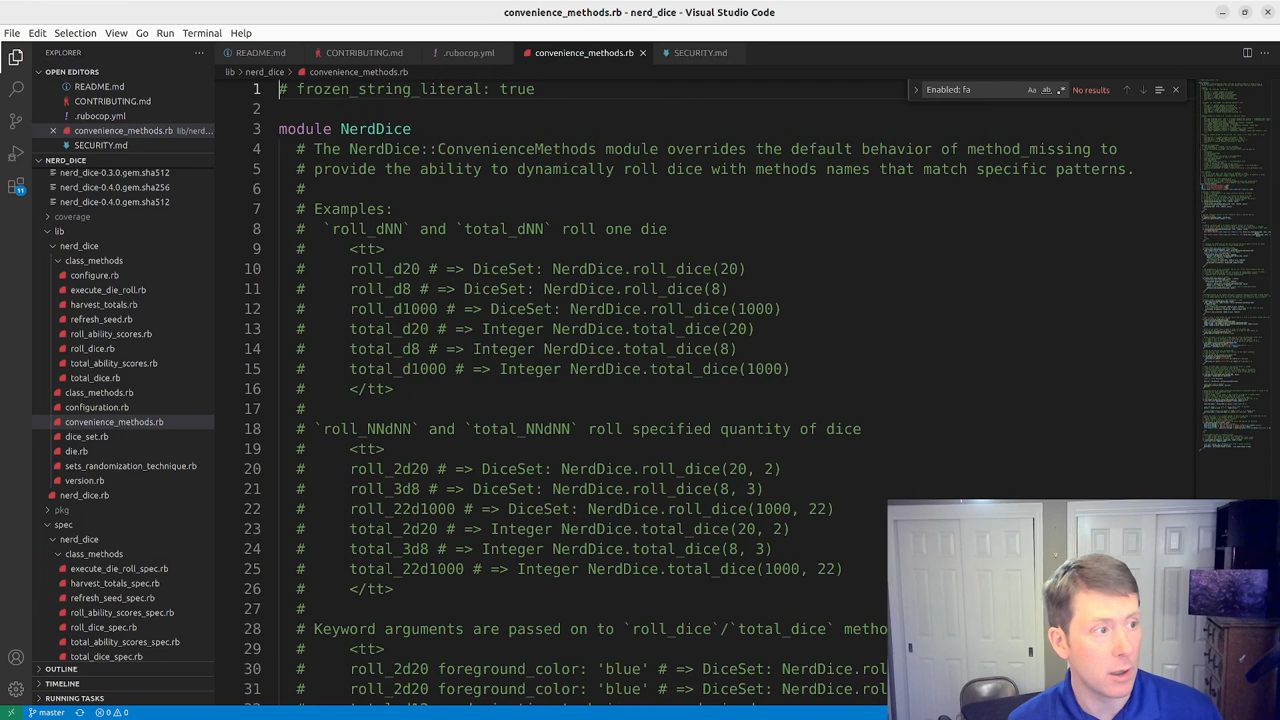 convenience_methods.rb - nerd_dice - Visual Studio Code
File Edit Selection View Go Run Terminal Help
EXPLORER
README.md CONTRIBUTING.md .rubocop.yml convenience_methods.rb SECURITY.md
lib nerd_dice convenience_methods.rb
OPEN EDITORS
README.md
CONTRIBUTING.md
.rubocop.yml
convenience_methods.rb lib/nerd...
SECURITY.md
NERD_DICE
nerd_dice-0.3.0.gem.sha512
nerd_dice-0.4.0.gem.sha256
nerd_dice-0.4.0.gem.sha512
coverage
lib
nerd_dice
class_methods
configure.rb
execute_die_roll.rb
harvest_totals.rb
refresh_seed.rb
roll_ability_scores.rb
roll_dice.rb
total_ability_scores.rb
total_dice.rb
class_methods.rb
configuration.rb
convenience_methods.rb
dice_set.rb
die.rb
sets_randomization_technique.rb
version.rb
nerd_dice.rb
pkg
spec
nerd_dice
class_methods
execute_die_roll_spec.rb
harvest_totals_spec.rb
refresh_seed_spec.rb
roll_ability_scores_spec.rb
roll_dice_spec.rb
total_ability_scores_spec.rb
total_dice_spec.rb
OUTLINE
TIMELINE
RUNNING TASKS
11
Enabled: fa Aa ab .* No results
1 # frozen_string_literal: true
2
3 module NerdDice
4 # The NerdDice::ConvenienceMethods module overrides the default behavior of method_missing to
5 # provide the ability to dynamically roll dice with methods names that match specific patterns.
6 #
7 # Examples:
8 # `roll_dNN` and `total_dNN` roll one die
9 # <tt>
10 # roll_d20 # => DiceSet: NerdDice.roll_dice(20)
11 # roll_d8 # => DiceSet: NerdDice.roll_dice(8)
12 # roll_d1000 # => DiceSet: NerdDice.roll_dice(1000)
13 # total_d20 # => Integer NerdDice.total_dice(20)
14 # total_d8 # => Integer NerdDice.total_dice(8)
15 # total_d1000 # => Integer NerdDice.total_dice(1000)
16 # </tt>
17 #
18 # `roll_NNdNN` and `total_NNdNN` roll specified quantity of dice
19 # <tt>
20 # roll_2d20 # => DiceSet: NerdDice.roll_dice(20, 2)
21 # roll_3d8 # => DiceSet: NerdDice.roll_dice(8, 3)
22 # roll_22d1000 # => DiceSet: NerdDice.roll_dice(1000, 22)
23 # total_2d20 # => Integer NerdDice.total_dice(20, 2)
24 # total_3d8 # => Integer NerdDice.total_dice(8, 3)
25 # total_22d1000 # => Integer NerdDice.total_dice(1000, 22)
26 # </tt>
27 #
28 # Keyword arguments are passed on to `roll_dice`/`total_dice` metho
29 # <tt>
30 # roll_2d20 foreground_color: 'blue' # => DiceSet: NerdDice.rol
31 # roll_2d20 foreground_color: 'blue' # => DiceSet: NerdDice.rol
master 0 0